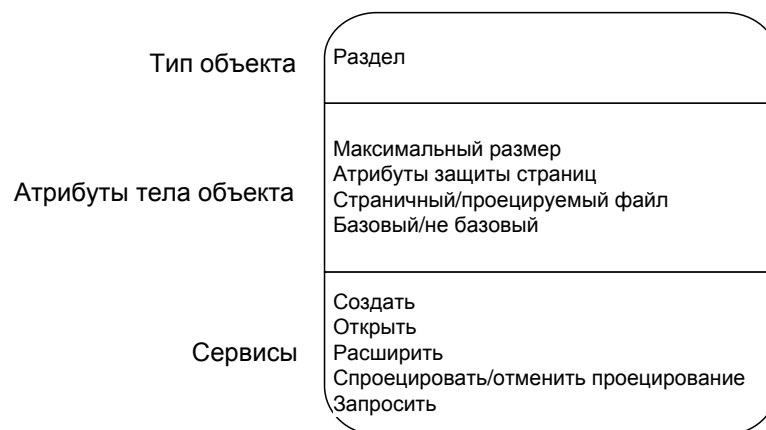 Тип объекта
Раздел
Атрибуты тела объекта
Максимальный размер
Атрибуты защиты страниц
Страничный/проецируемый файл
Базовый/не базовый
Сервисы
Создать
Открыть
Расширить
Спроецировать/отменить проецирование
Запросить